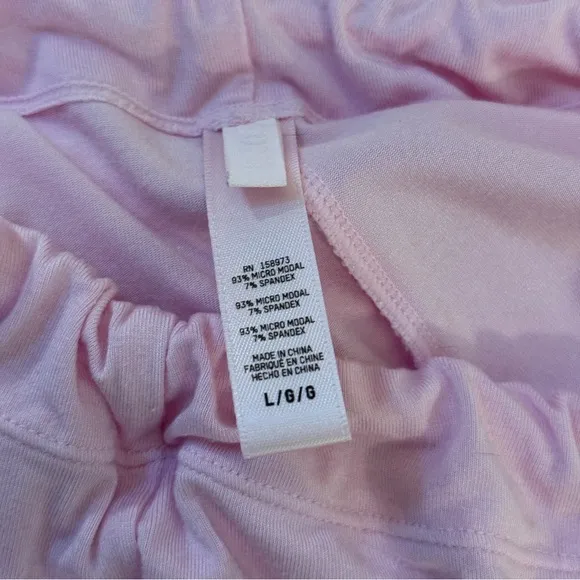 RN 158973
93% MICRO MODAL
7% SPANDEX
93% MICRO MODAL
7% SPANDEX
93% MICRO MODAL
7% SPANDEX
MADE IN CHINA
FABRIQUÉ EN CHINE
HECHO EN CHINA
L/G/G